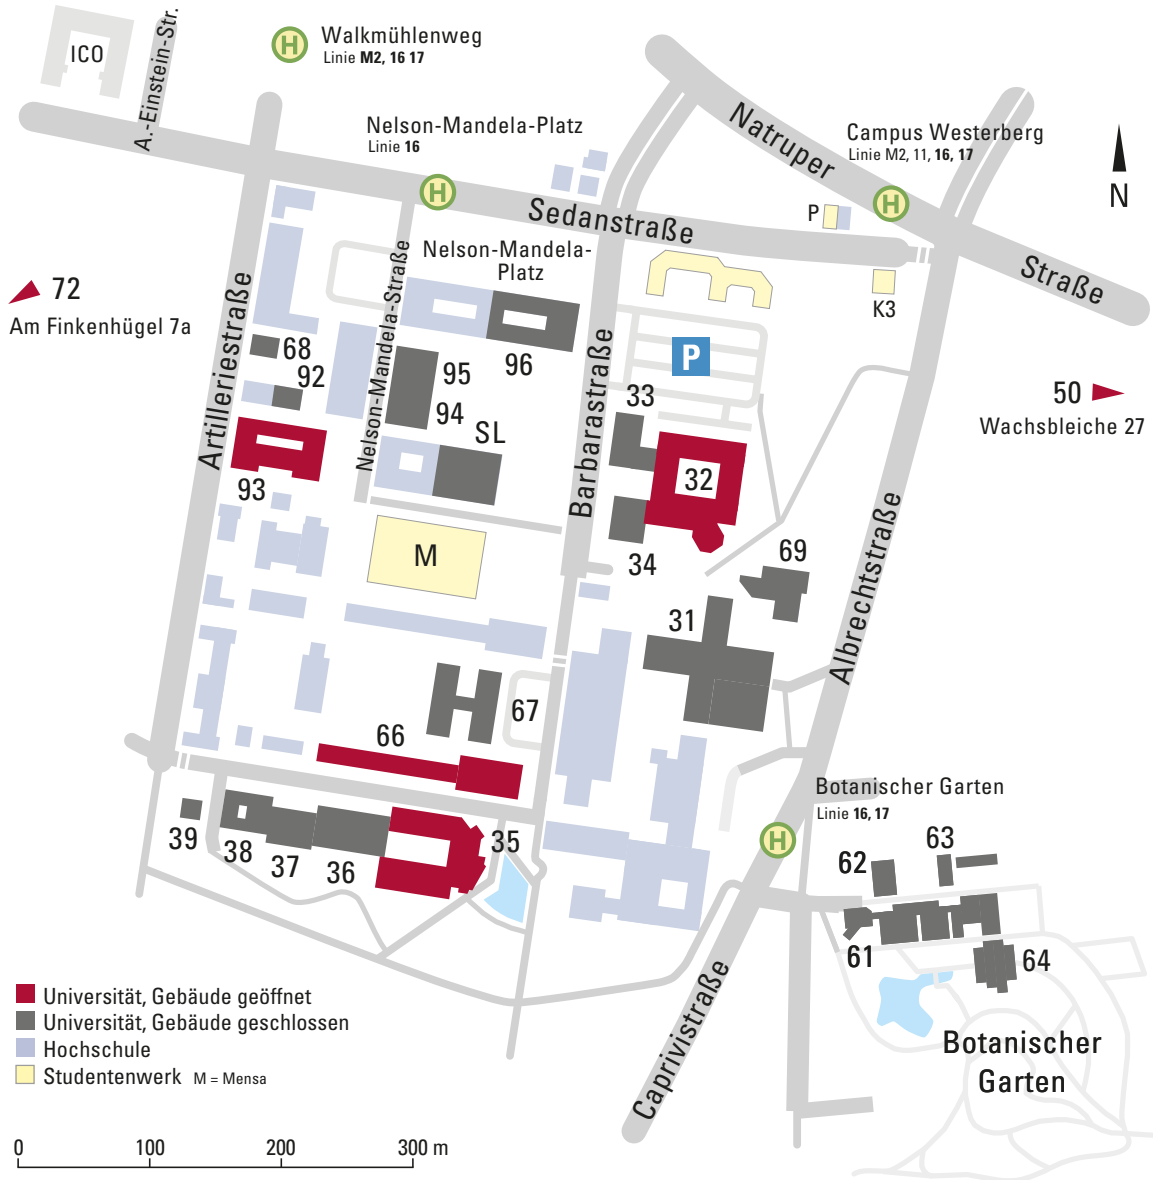 ICO
A.-Einstein-Str.
H
Walkmühlenweg
Linie M2, 16 17
Nelson-Mandela-Platz
Linie 16
H
Natruper
Straße
Campus Westerberg
Linie M2, 11, 16, 17
H
N
P
Sedanstraße
K3
72
Am Finkenhügel 7a
Nelson-Mandela-
Platz
Nelson-Mandela-Straße
Artilleriestraße
Barbarastraße
Albrechtstraße
P
68
92
95
96
94
SL
33
32
50
Wachsbleiche 27
93
M
34
69
31
67
66
39
38
37
36
35
Botanischer Garten
Linie 16, 17
H
63
62
61
64
Caprivistraße
Botanischer
Garten
Universität, Gebäude geöffnet
Universität, Gebäude geschlossen
Hochschule
Studentenwerk M = Mensa
0 100 200 300 m